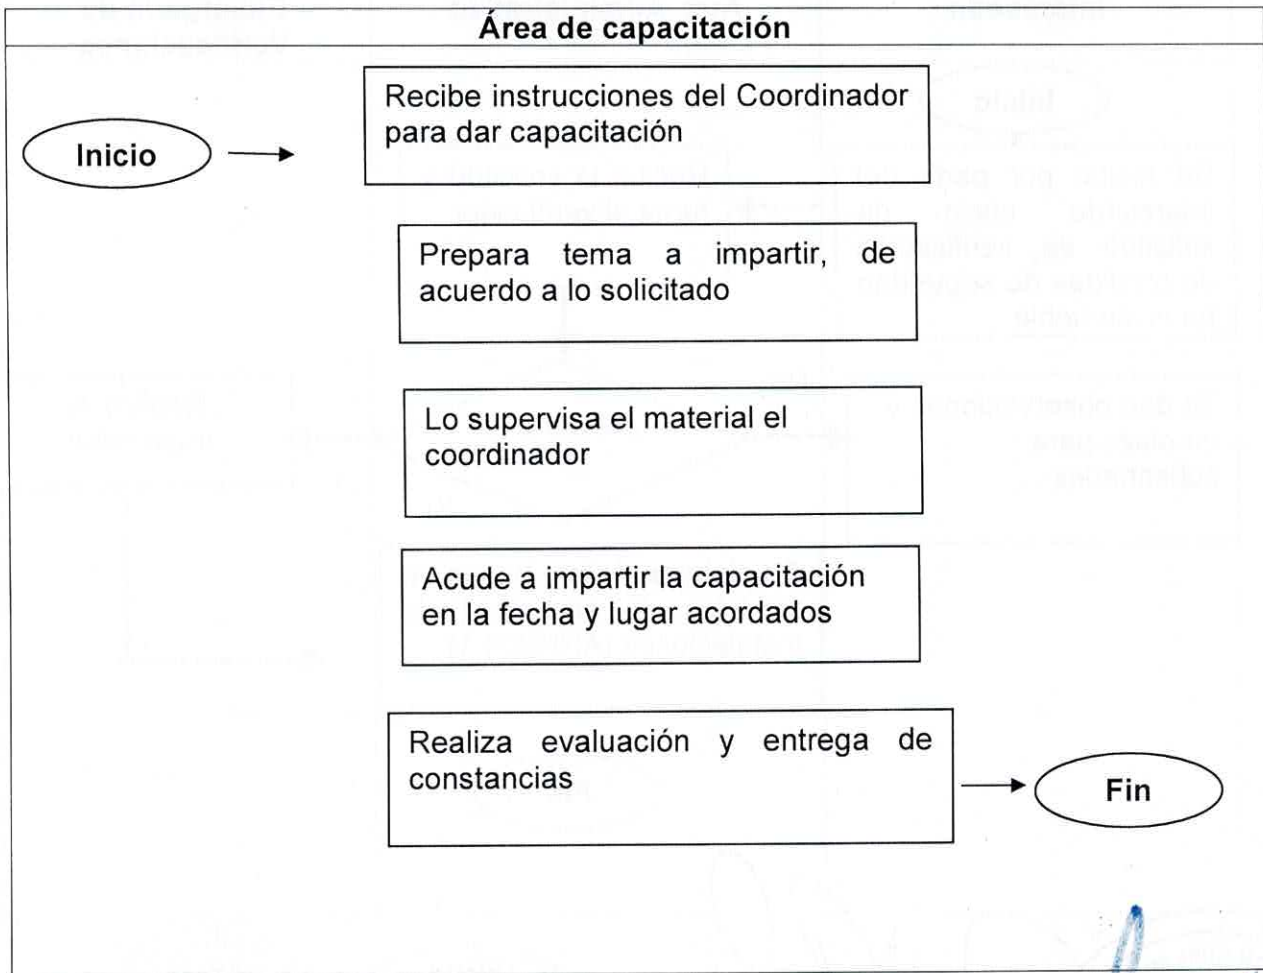 Área de capacitación
Inicio
Recibe instrucciones del Coordinador
para dar capacitación
Prepara tema a impartir, de
acuerdo a lo solicitado
Lo supervisa el material el
coordinador
Acude a impartir la capacitación
en la fecha y lugar acordados
Realiza evaluación y entrega de
constancias
Fin